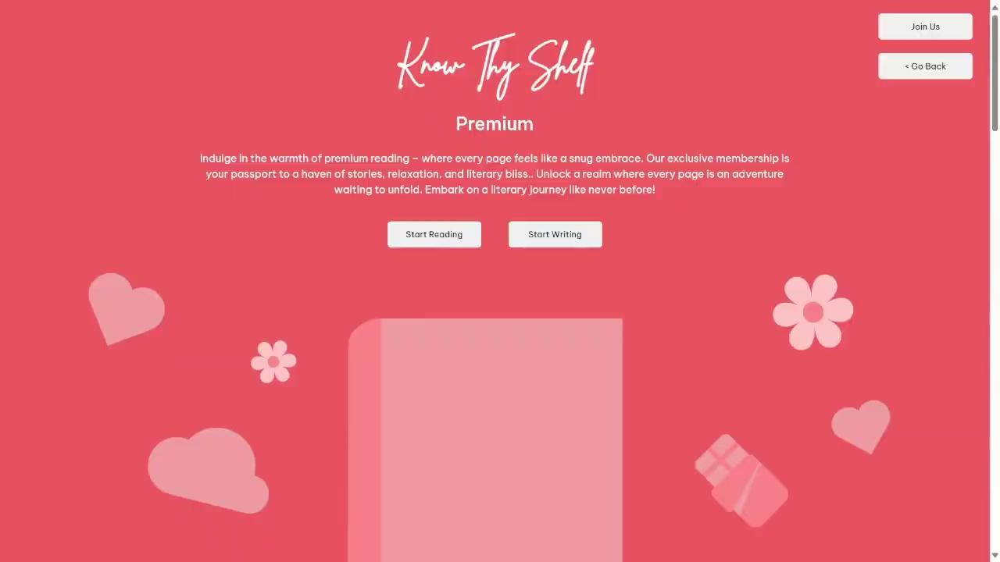 Join Us
< Go Back
Know Thy Shelf
Premium
Indulge in the warmth of premium reading – where every page feels like a snug embrace. Our exclusive membership is
your passport to a haven of stories, relaxation, and literary bliss.. Unlock a realm where every page is an adventure
waiting to unfold. Embark on a literary journey like never before!
Start Reading
Start Writing